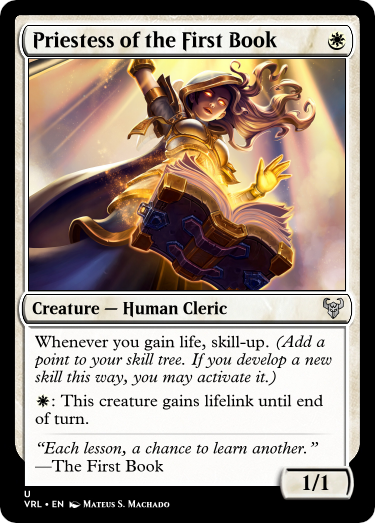 Priestess of the First Book
Creature — Human Cleric
Whenever you gain life, skill-up. (Add a
point to your skill tree. If you develop a new
skill this way, you may activate it.)
: This creature gains lifelink until end
of turn.
“Each lesson, a chance to learn another.”
—The First Book
1/1
U
VRL • EN Mateus S. Machado